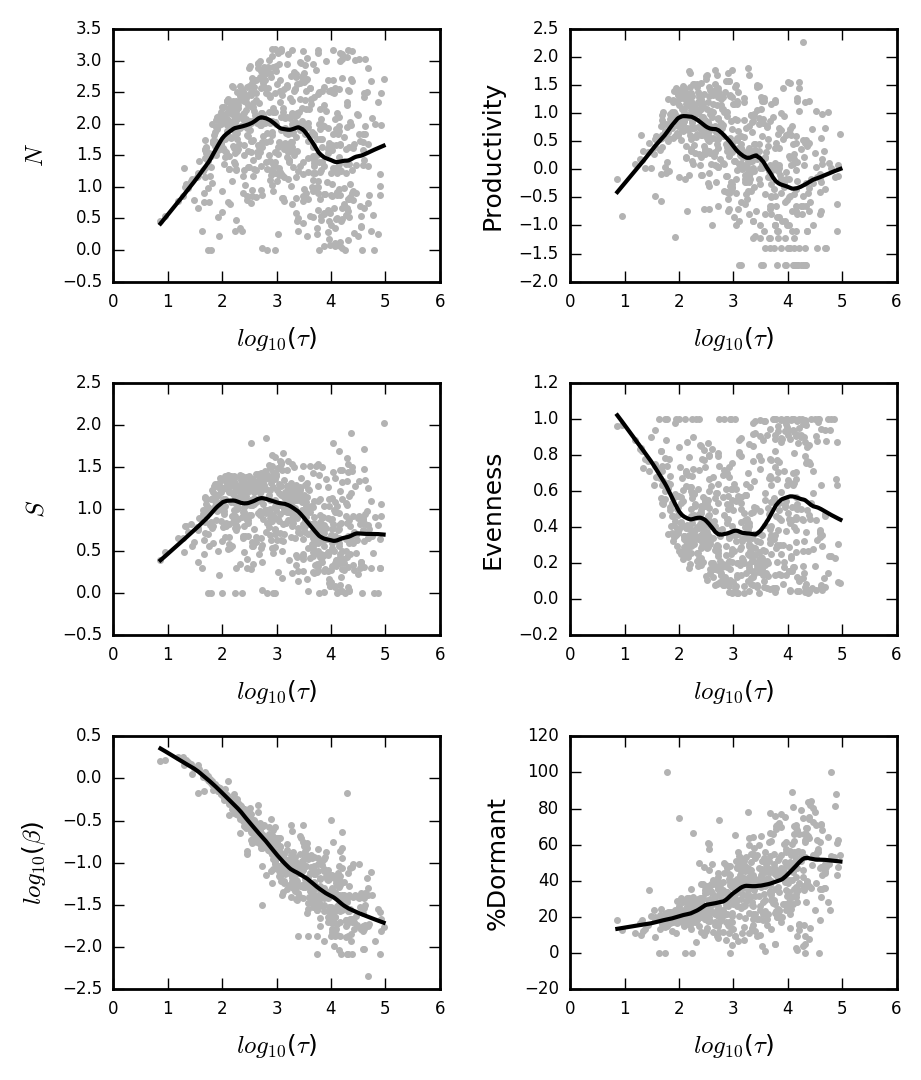 3.5
3.0
2.5
2.0
1.5
1.0
0.5
0.0
−0.5
N
0 1 2 3 4 5 6
log10(τ)
2.5
2.0
1.5
1.0
0.5
0.0
−0.5
−1.0
−1.5
−2.0
Productivity
0 1 2 3 4 5 6
log10(τ)
2.5
2.0
1.5
1.0
0.5
0.0
−0.5
S
0 1 2 3 4 5 6
log10(τ)
1.2
1.0
0.8
0.6
0.4
0.2
0.0
−0.2
Evenness
0 1 2 3 4 5 6
log10(τ)
0.5
0.0
−0.5
−1.0
−1.5
−2.0
−2.5
log10(β)
0 1 2 3 4 5 6
log10(τ)
120
100
80
60
40
20
0
−20
%Dormant
0 1 2 3 4 5 6
log10(τ)